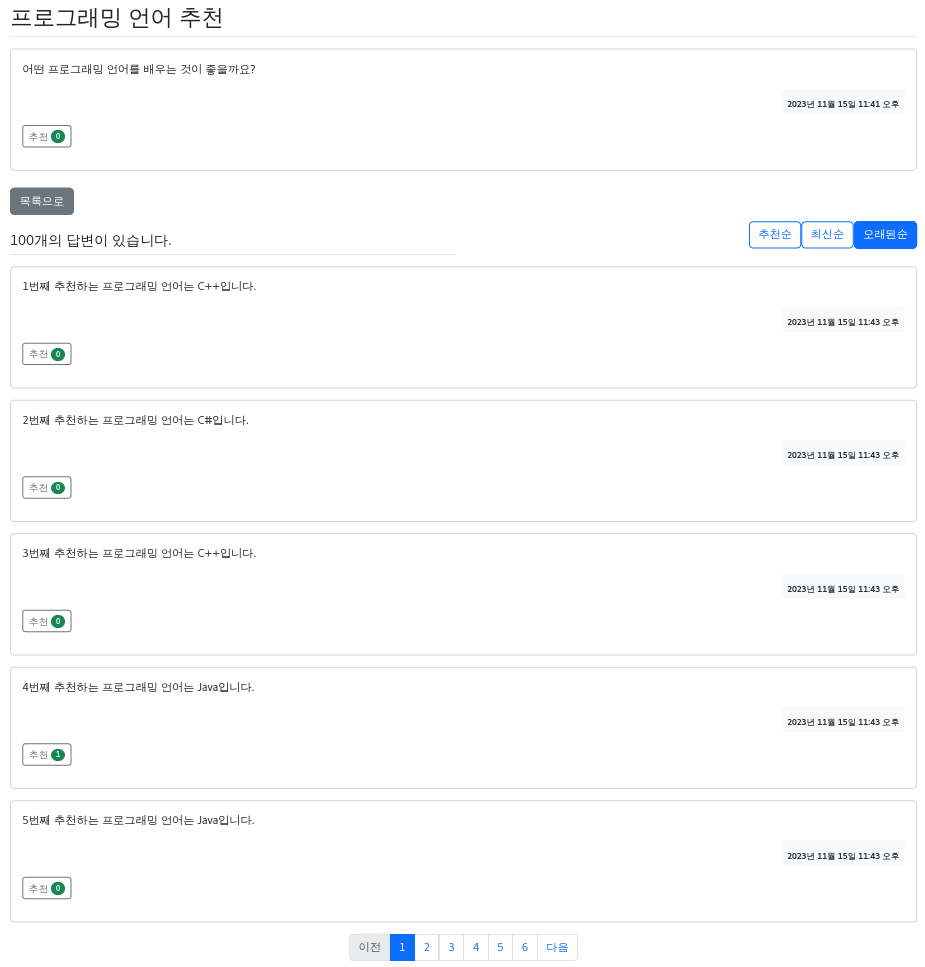 프로그래밍 언어 추천
어떤 프로그래밍 언어를 배우는 것이 좋을까요?
2023년 11월 15일 11:41 오후
추천 0
목록으로
100개의 답변이 있습니다.
추천순 최신순 오래된순
1번째 추천하는 프로그래밍 언어는 C++입니다.
2023년 11월 15일 11:43 오후
추천 0
2번째 추천하는 프로그래밍 언어는 C#입니다.
2023년 11월 15일 11:43 오후
추천 0
3번째 추천하는 프로그래밍 언어는 C++입니다.
2023년 11월 15일 11:43 오후
추천 0
4번째 추천하는 프로그래밍 언어는 Java입니다.
2023년 11월 15일 11:43 오후
추천 1
5번째 추천하는 프로그래밍 언어는 Java입니다.
2023년 11월 15일 11:43 오후
추천 0
이전 1 2 3 4 5 6 다음